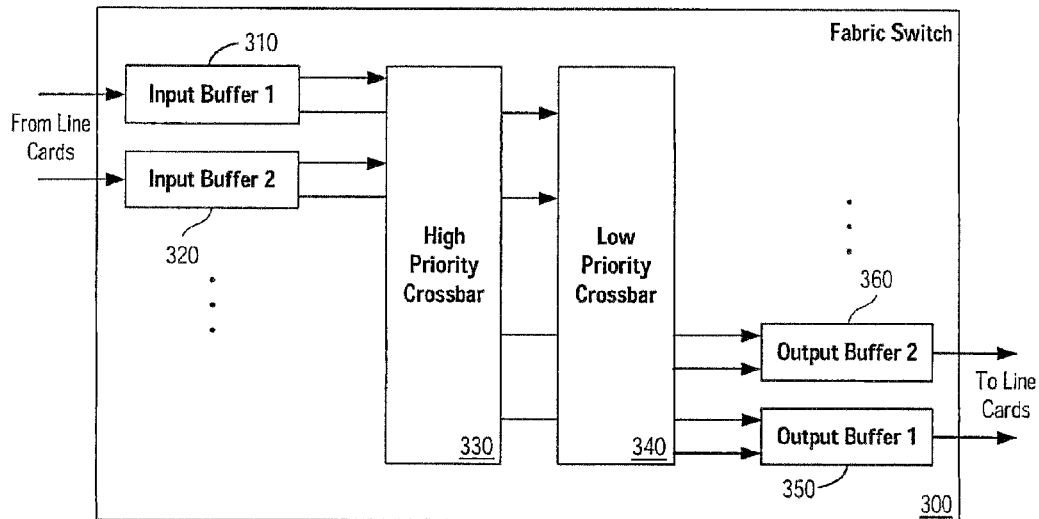 Fabric Switch
310
Input Buffer 1
From Line
Cards
Input Buffer 2
320
High
Priority
Crossbar
330
Low
Priority
Crossbar
340
360
Output Buffer 2
To Line
Cards
Output Buffer 1
350
300